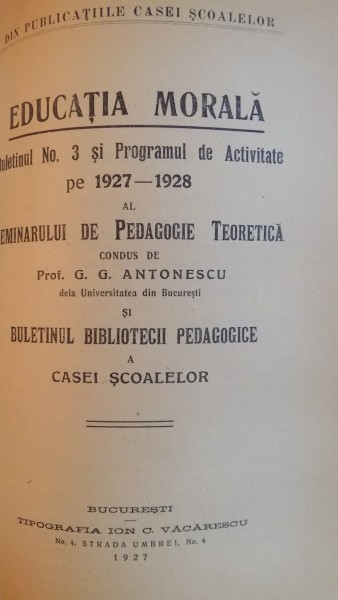 DIN PUBLICAȚIILE CASEI ȘCOALELOR
EDUCAȚIA MORALĂ
uletinul No. 3 și Programul de Activitate
pe 1927—1928
AL
EMINARULUI DE PEDAGOGIE TEORETICĂ
CONDUS DE
Prof. G. G. ANTONESCU
dela Universitatea din București
ȘI
BULETINUL BIBLIOTECII PEDAGOGICE
A
CASEI ȘCOALELOR
BUCUREȘTI
TIPOGRAFIA ION C. VĂCĂRESCU
No. 4, STRADA UMBREI, No. 4
1927